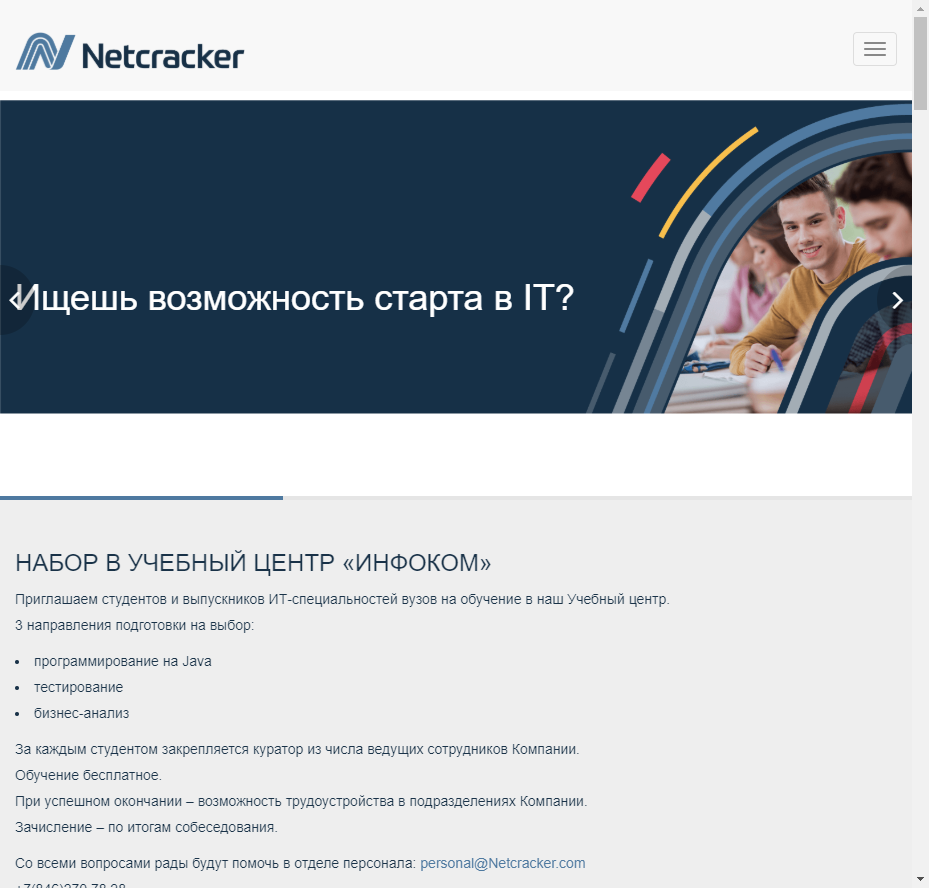 Netcracker
Ищешь возможность старта в IT?
НАБОР В УЧЕБНЫЙ ЦЕНТР «ИНФОКОМ»
Приглашаем студентов и выпускников ИТ-специальностей вузов на обучение в наш Учебный центр.
3 направления подготовки на выбор:
• программирование на Java
• тестирование
• бизнес-анализ
За каждым студентом закрепляется куратор из числа ведущих сотрудников Компании.
Обучение бесплатное.
При успешном окончании – возможность трудоустройства в подразделениях Компании.
Зачисление – по итогам собеседования.
Со всеми вопросами рады будут помочь в отделе персонала: personal@Netcracker.com